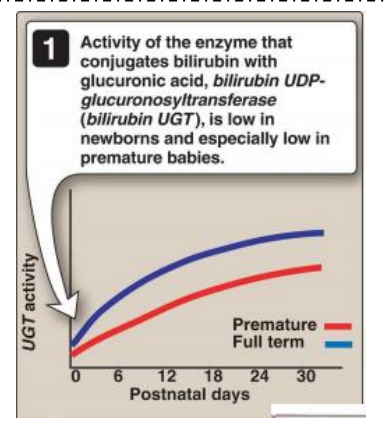 1
Activity of the enzyme that
conjugates bilirubin with
glucuronic acid, bilirubin UDP-
glucuronosyltransferase
(bilirubin UGT), is low in
newborns and especially low in
premature babies.
UGT activity
Premature
Full term
0 6 12 18 24 30
Postnatal days